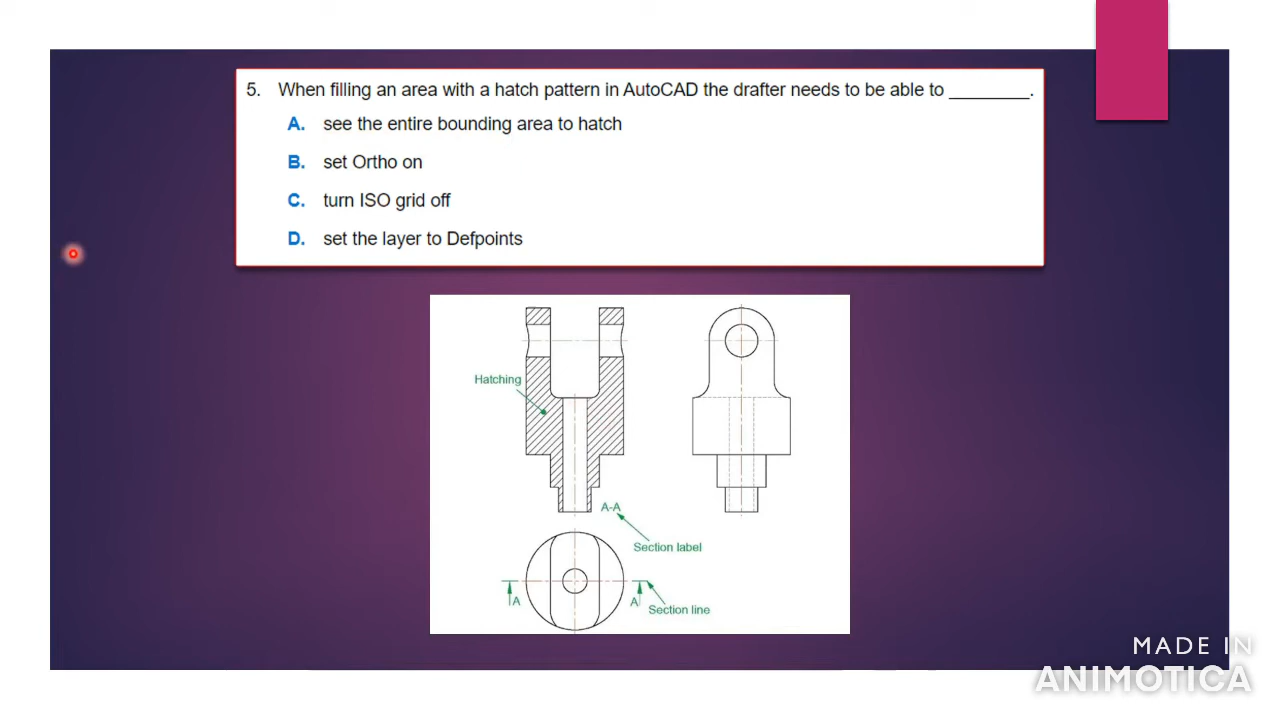 5. When filling an area with a hatch pattern in AutoCAD the drafter needs to be able to ________.
A. see the entire bounding area to hatch
B. set Ortho on
C. turn ISO grid off
D. set the layer to Defpoints
Hatching
A-A
Section label
A
A
Section line
MADE IN
ANIMOTICA